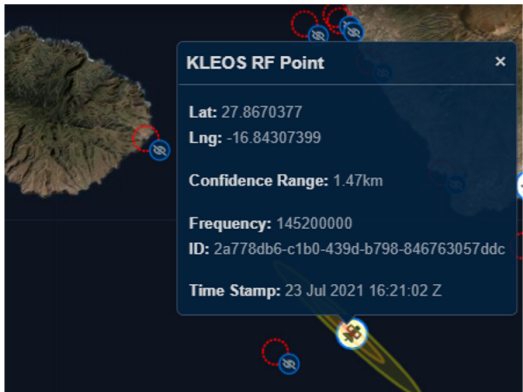 KLEOS RF Point ×
Lat: 27.8670377
Lng: -16.84307399
Confidence Range: 1.47km
Frequency: 145200000
ID: 2a778db6-c1b0-439d-b798-846763057ddc
Time Stamp: 23 Jul 2021 16:21:02 Z